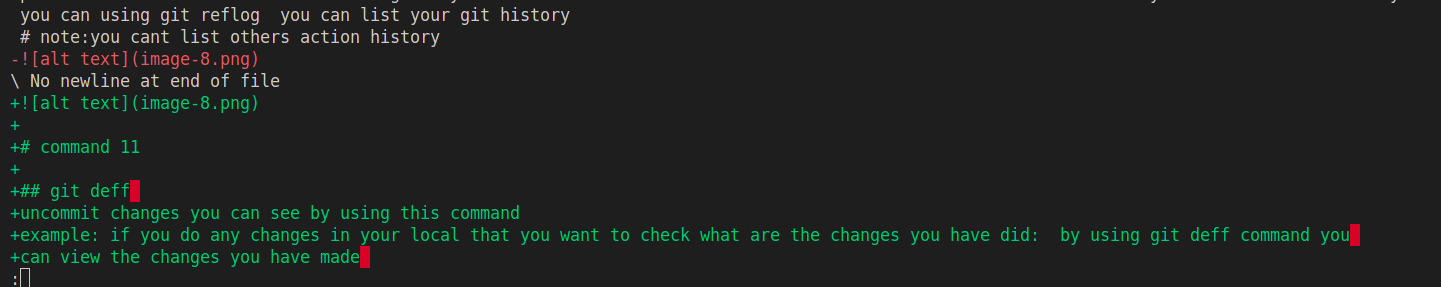 you can using git reflog  you can list your git history
# note:you cant list others action history
-![alt text](image-8.png)
\ No newline at end of file
+![alt text](image-8.png)
+
+# command 11
+
+## git deff
+uncommit changes you can see by using this command
+example: if you do any changes in your local that you want to check what are the changes you have did:  by using git deff command you
+can view the changes you have made
: